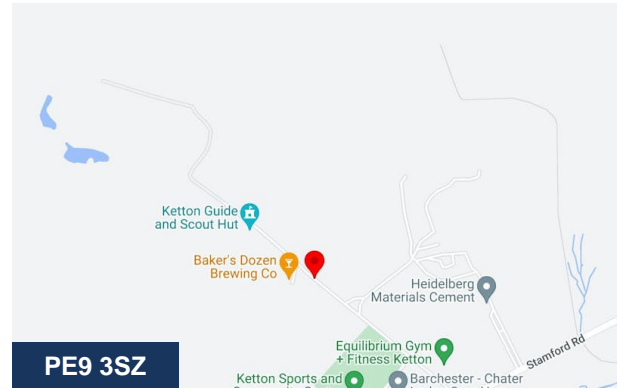 Ketton Guide
and Scout Hut
Baker's Dozen
Brewing Co
Heidelberg
Materials Cement
Equilibrium Gym
+ Fitness Ketton
Stamford Rd
PE9 3SZ
Ketton Sports and
Barchester - Chater